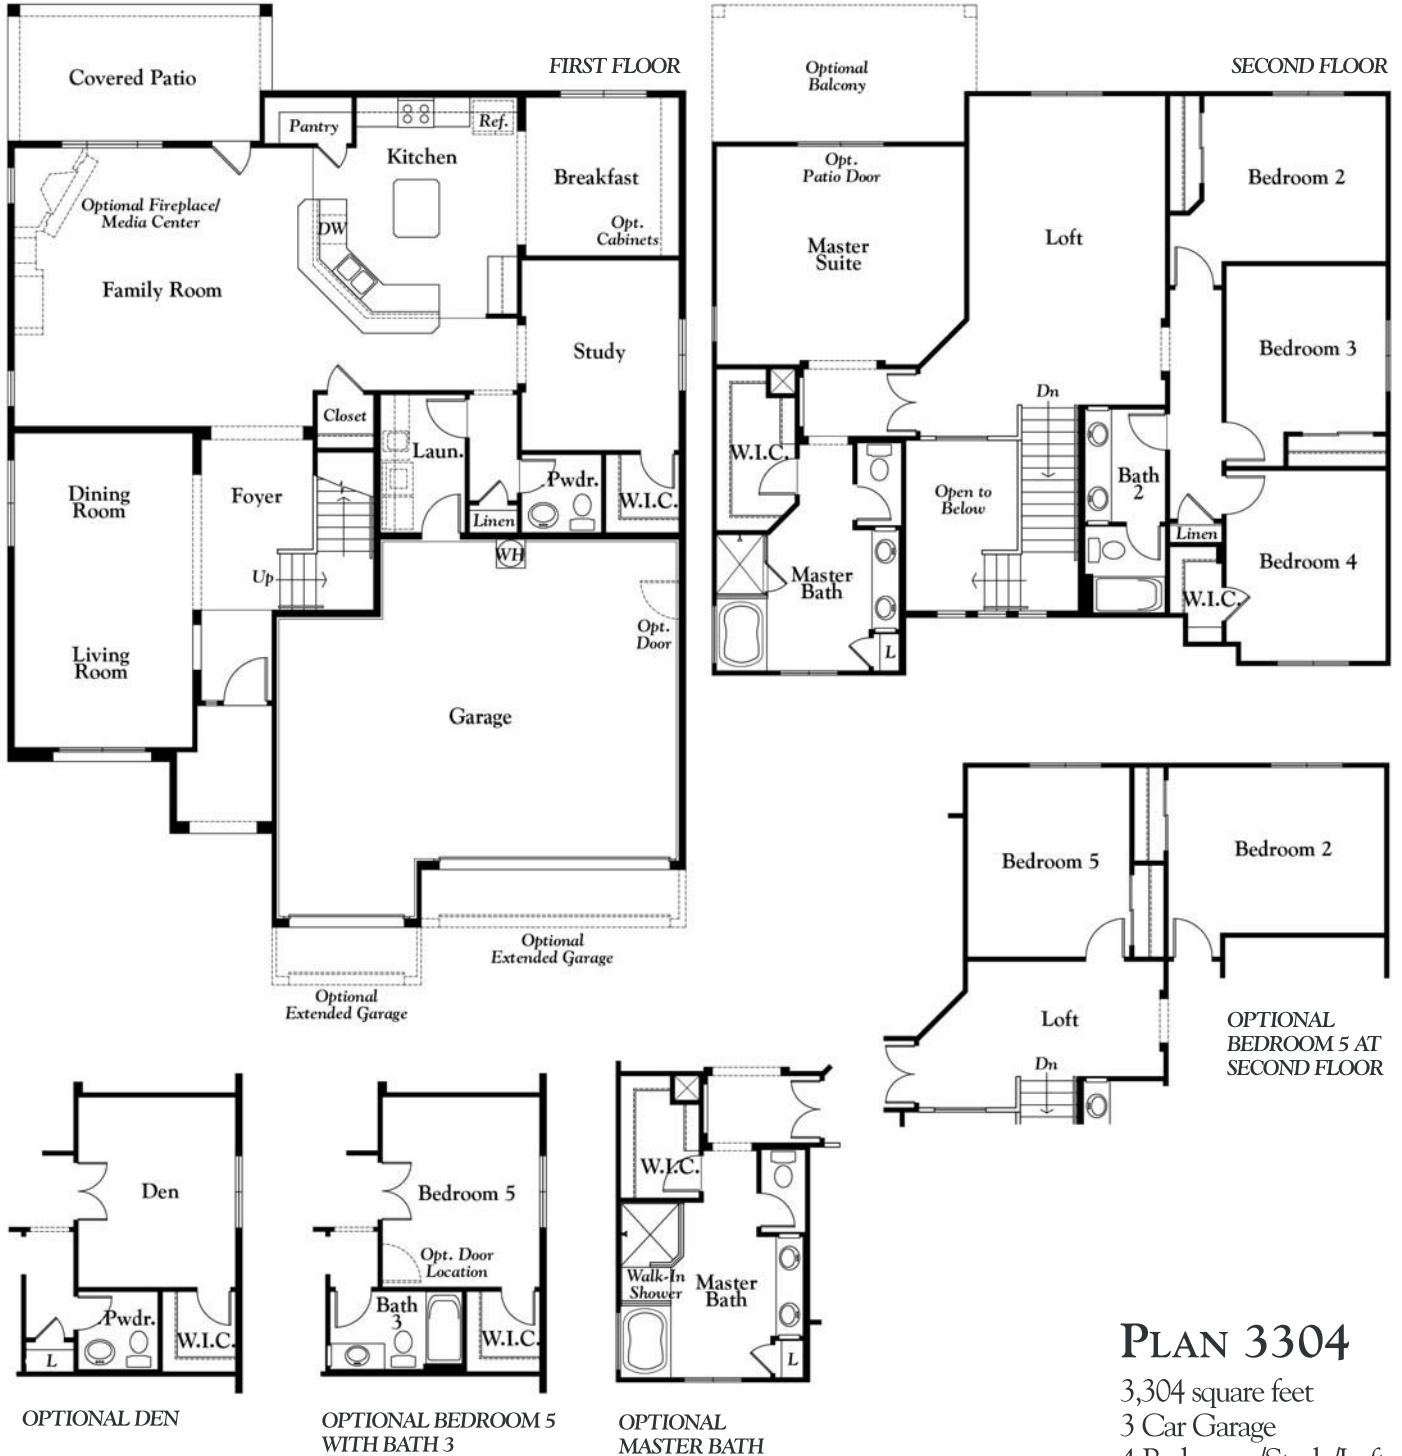 FIRST FLOOR
Covered Patio
Pantry
Ref.
Kitchen
Breakfast
Optional Fireplace/
Media Center
DW
Opt.
Cabinets
Family Room
Study
Closet
Laun.
Dining
Room
Foyer
Pwdr.
W.I.C.
Linen
WH
Up
Opt.
Door
Living
Room
Garage
Optional
Extended Garage
Optional
Extended Garage
SECOND FLOOR
Optional
Balcony
Opt.
Patio Door
Bedroom 2
Master
Suite
Loft
Bedroom 3
Dn
W.I.C.
Bath
2
Open to
Below
Linen
Bedroom 4
Master
Bath
W.I.C.
L
Bedroom 5
Bedroom 2
Loft
Dn
OPTIONAL
BEDROOM 5 AT
SECOND FLOOR
Den
Pwdr.
W.I.C.
L
OPTIONAL DEN
Bedroom 5
Opt. Door
Location
Bath
3
W.I.C.
OPTIONAL BEDROOM 5
WITH BATH 3
W.I.C.
Walk-In
Shower
Master
Bath
L
OPTIONAL
MASTER BATH
PLAN 3304
3,304 square feet
3 Car Garage